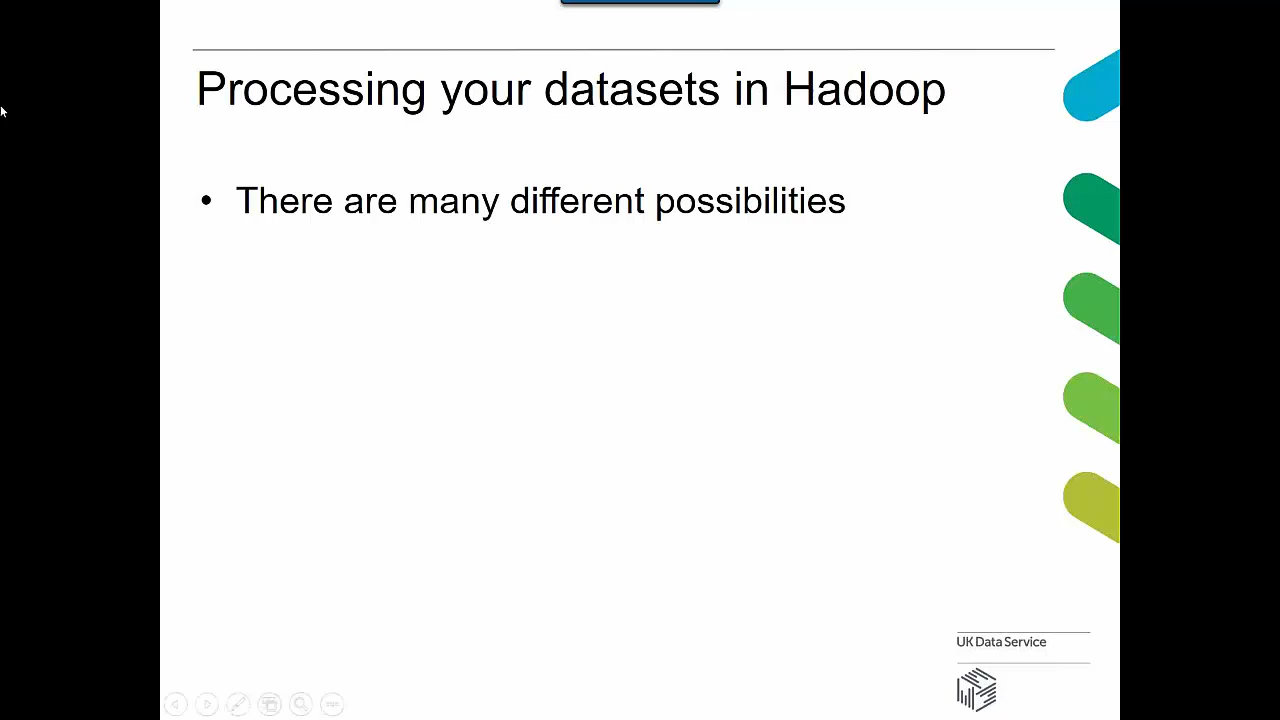 Processing your datasets in Hadoop
• There are many different possibilities
UK Data Service